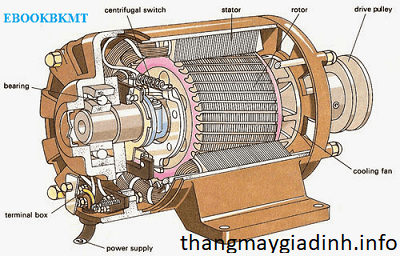 EBOOKBKMT
centrifugal switch
stator
rotor
drive pulley
bearing
cooling fan
terminal box
power supply
thangmaygiadinh.info